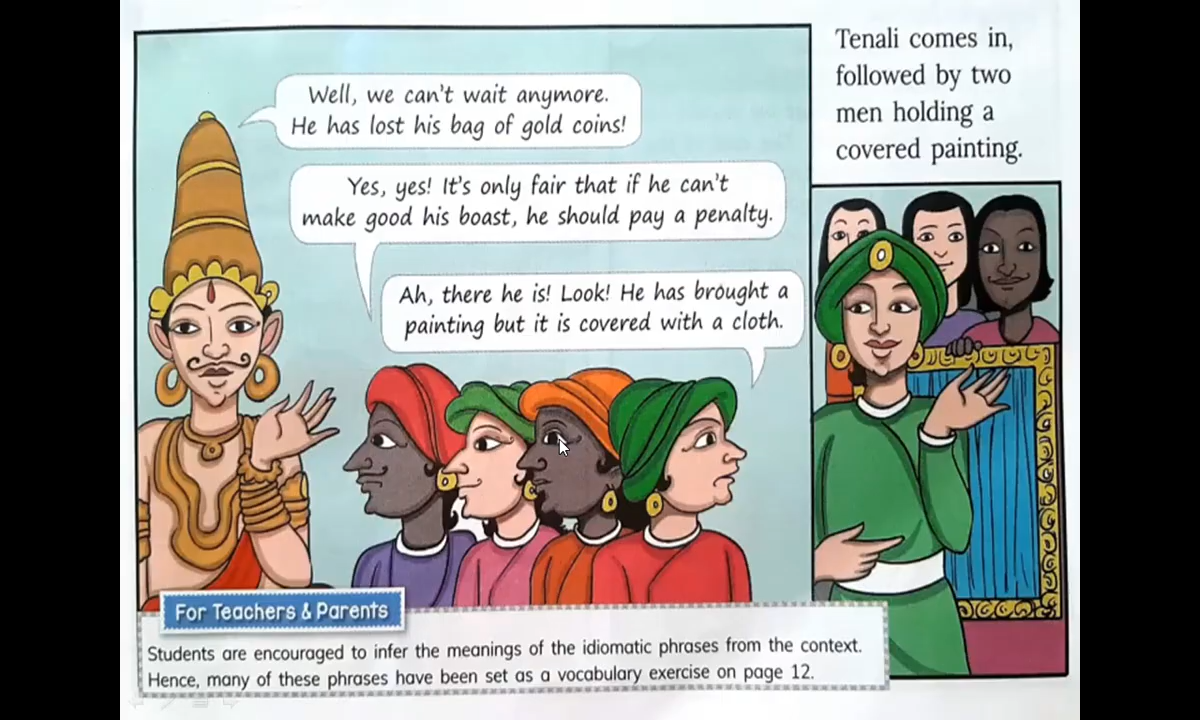 Well, we can't wait anymore.
He has lost his bag of gold coins!
Yes, yes! It's only fair that if he can't
make good his boast, he should pay a penalty.
Ah, there he is! Look! He has brought a
painting but it is covered with a cloth.
Tenali comes in,
followed by two
men holding a
covered painting.
For Teachers & Parents
Students are encouraged to infer the meanings of the idiomatic phrases from the context.
Hence, many of these phrases have been set as a vocabulary exercise on page 12.